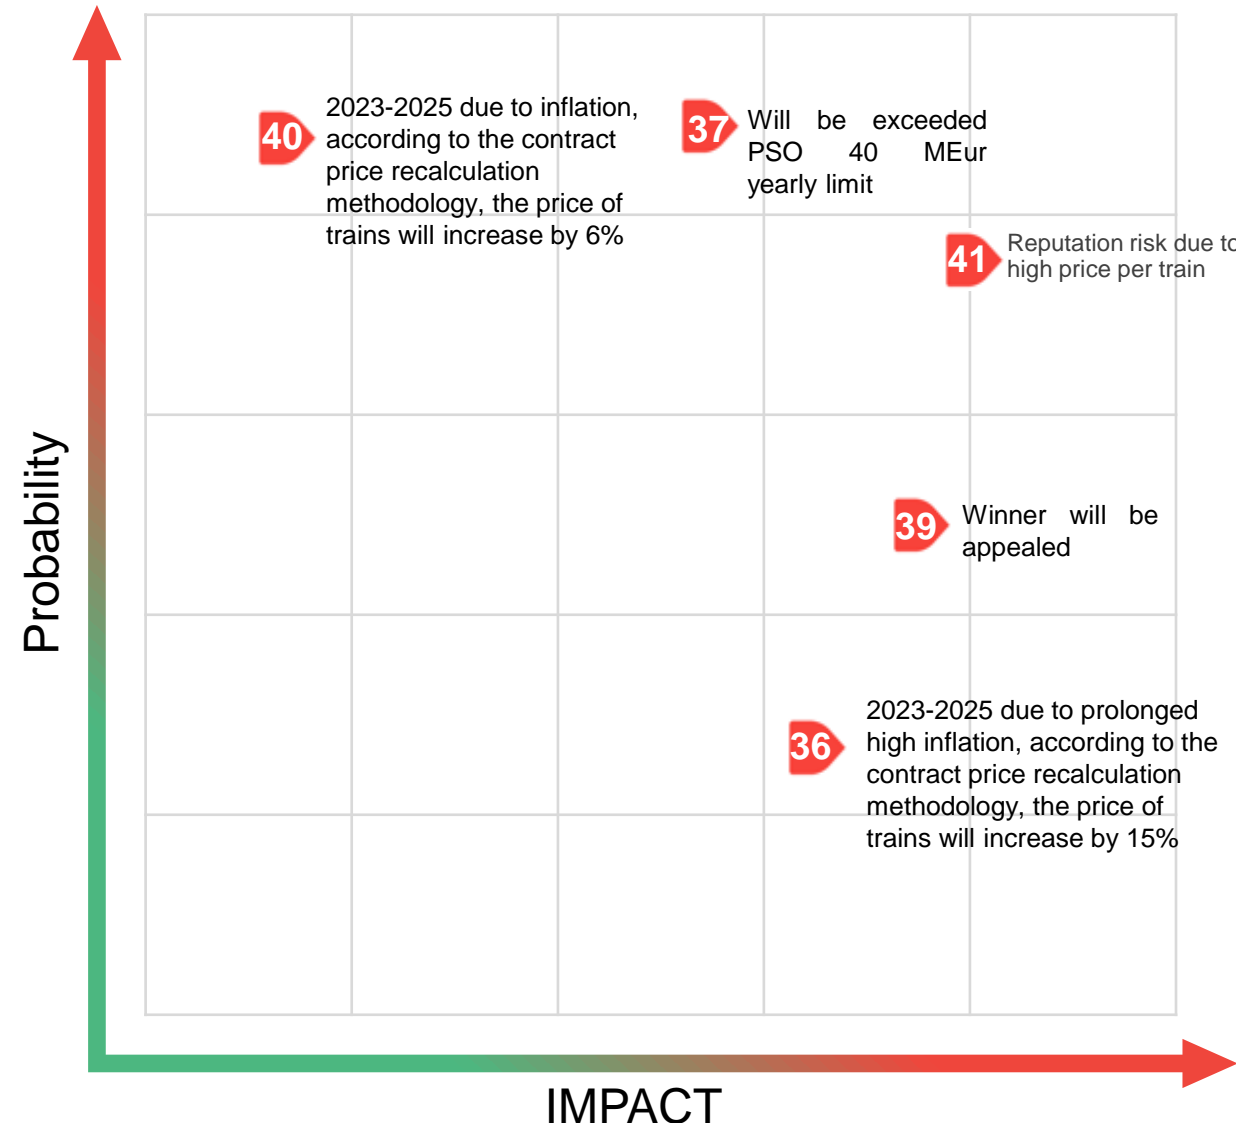 40
2023-2025 due to inflation,
according to the contract
price recalculation
methodology, the price of
trains will increase by 6%
37
Will be exceeded
PSO 40 MEur
yearly limit
41
Reputation risk due to
high price per train
39
Winner will be
appealed
36
2023-2025 due to prolonged
high inflation, according to the
contract price recalculation
methodology, the price of
trains will increase by 15%
Probability
IMPACT